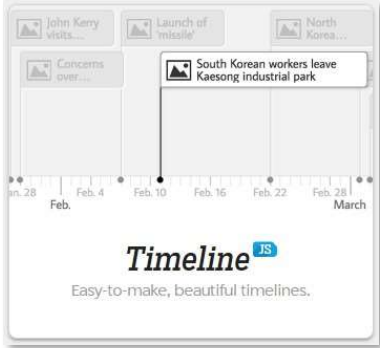 John Kerry
visits...
Launch of
'missile'
North
Korea...
Concerns
over...
South Korean workers leave
Kaesong industrial park
an. 28
Feb. 4
Feb. 10
Feb. 16
Feb. 22
Feb. 28
Feb.
March
Timeline JS
Easy-to-make, beautiful timelines.